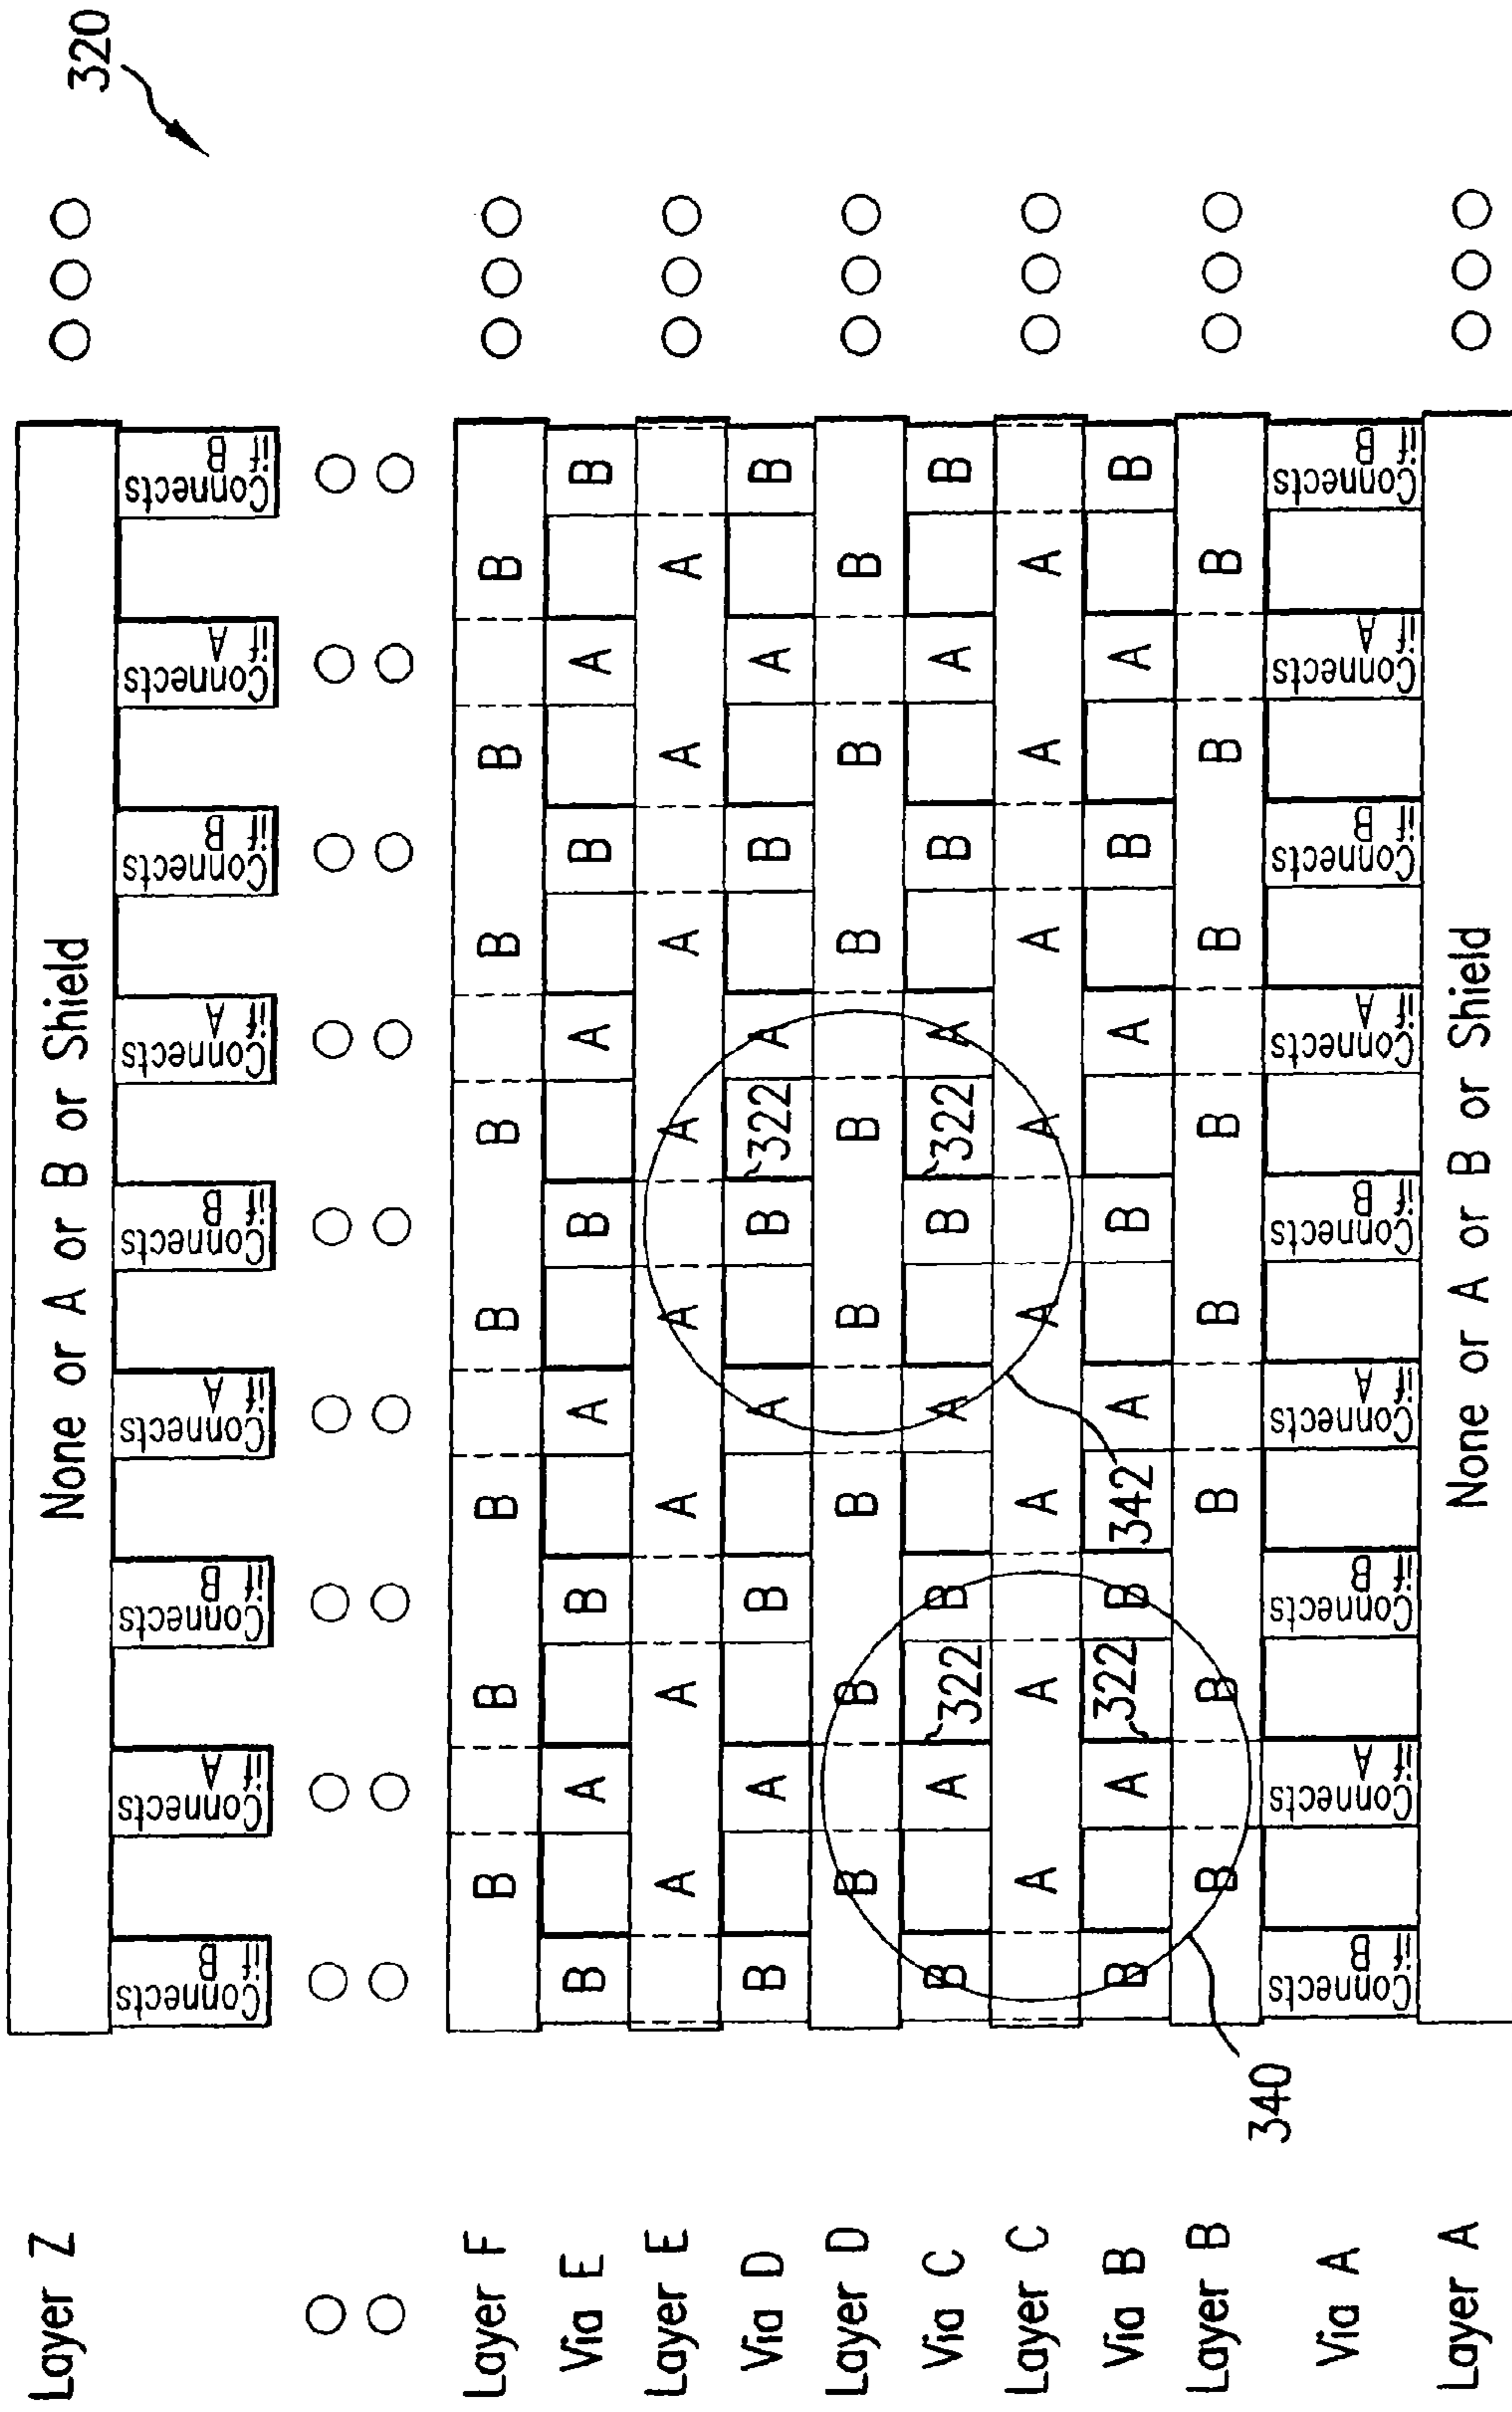 320
Layer Z None or A or B or Shield
Connects if B Connects if A Connects if B Connects if A Connects if B Connects if A Connects if B Connects if A Connects if B
Layer F B B B B B B B B
Via E B A B A B A B A B
Layer E A A A A A A A A
Via D B A B A B 322 A B A B
Layer D B B B B B B B B
Via C B A 322 B A B 322 A B A B
Layer C A A A A A A A A
Via B B A 322 B 342 A B A B A B
Layer B B B B B B B B B
340
Via A Connects if B Connects if A Connects if B Connects if A Connects if B Connects if A Connects if B Connects if A Connects if B
Layer A None or A or B or Shield